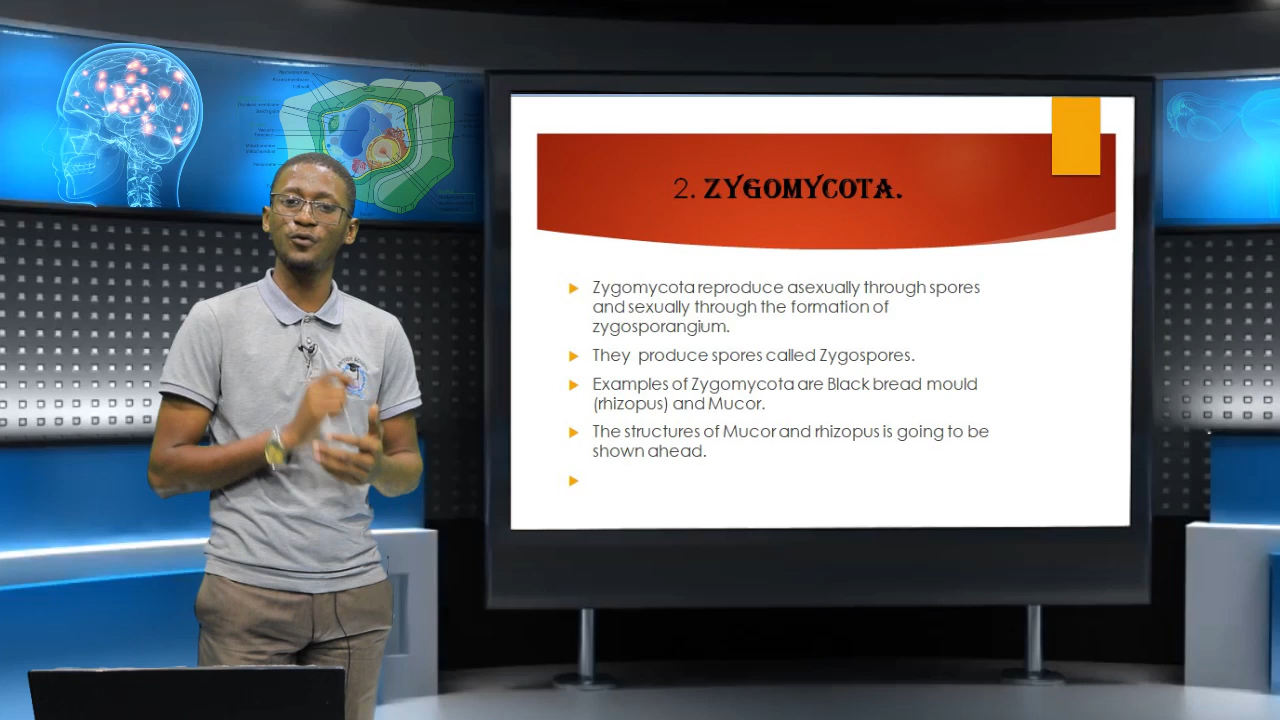 2. ZYGOMYCOTA.
Zygomycota reproduce asexually through spores
and sexually through the formation of
zygosporangium.
They produce spores called Zygospores.
Examples of Zygomycota are Black bread mould
(rhizopus) and Mucor.
The structures of Mucor and rhizopus is going to be
shown ahead.